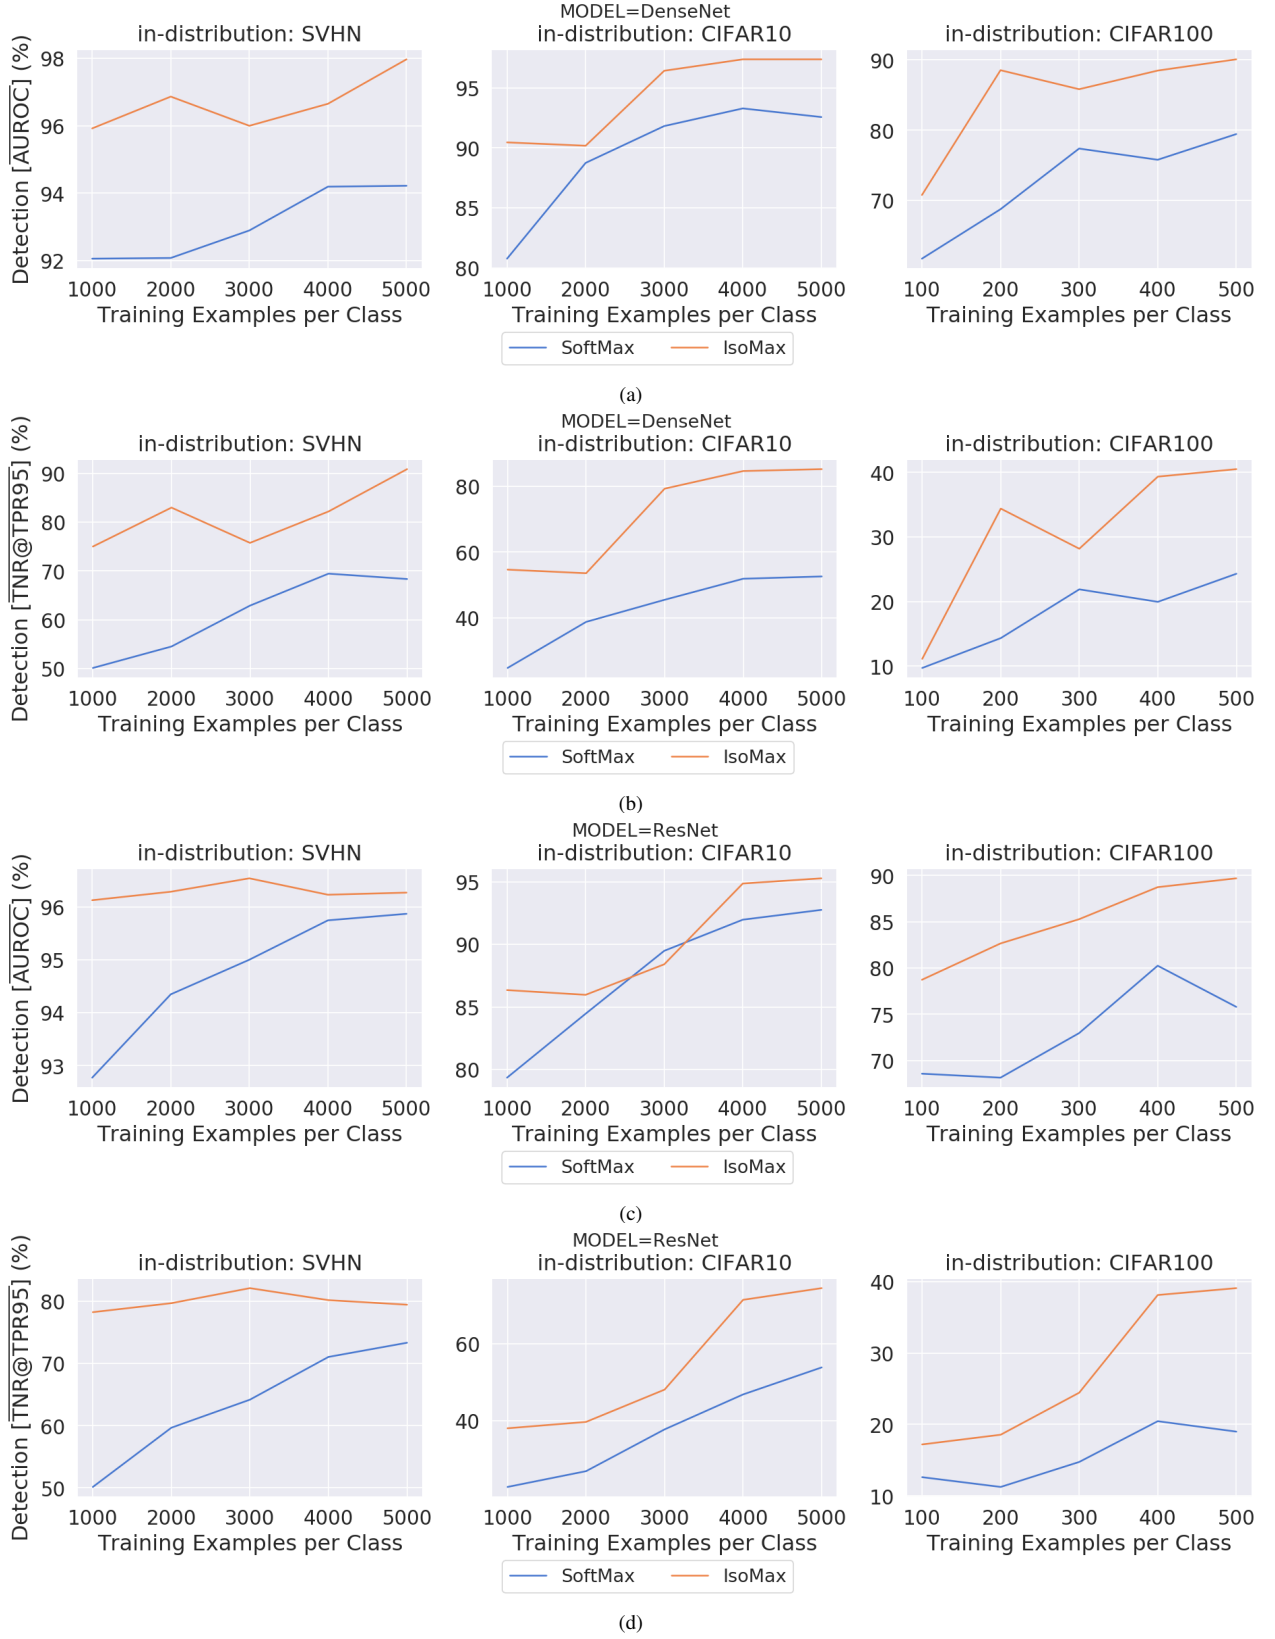 MODEL=DenseNet
in-distribution: SVHN
in-distribution: CIFAR10
in-distribution: CIFAR100
Detection [AUROC] (%)
98
96
94
92
95
90
85
80
90
80
70
1000 2000 3000 4000 5000
1000 2000 3000 4000 5000
100 200 300 400 500
Training Examples per Class
Training Examples per Class
Training Examples per Class
SoftMax IsoMax
(a)
MODEL=DenseNet
in-distribution: SVHN
in-distribution: CIFAR10
in-distribution: CIFAR100
Detection [TNR@TPR95] (%)
90
80
70
60
50
80
60
40
40
30
20
10
1000 2000 3000 4000 5000
1000 2000 3000 4000 5000
100 200 300 400 500
Training Examples per Class
Training Examples per Class
Training Examples per Class
SoftMax IsoMax
(b)
MODEL=ResNet
in-distribution: SVHN
in-distribution: CIFAR10
in-distribution: CIFAR100
Detection [AUROC] (%)
96
95
94
93
95
90
85
80
90
85
80
75
70
1000 2000 3000 4000 5000
1000 2000 3000 4000 5000
100 200 300 400 500
Training Examples per Class
Training Examples per Class
Training Examples per Class
SoftMax IsoMax
(c)
MODEL=ResNet
in-distribution: SVHN
in-distribution: CIFAR10
in-distribution: CIFAR100
Detection [TNR@TPR95] (%)
80
70
60
50
60
40
40
30
20
10
1000 2000 3000 4000 5000
1000 2000 3000 4000 5000
100 200 300 400 500
Training Examples per Class
Training Examples per Class
Training Examples per Class
SoftMax IsoMax
(d)